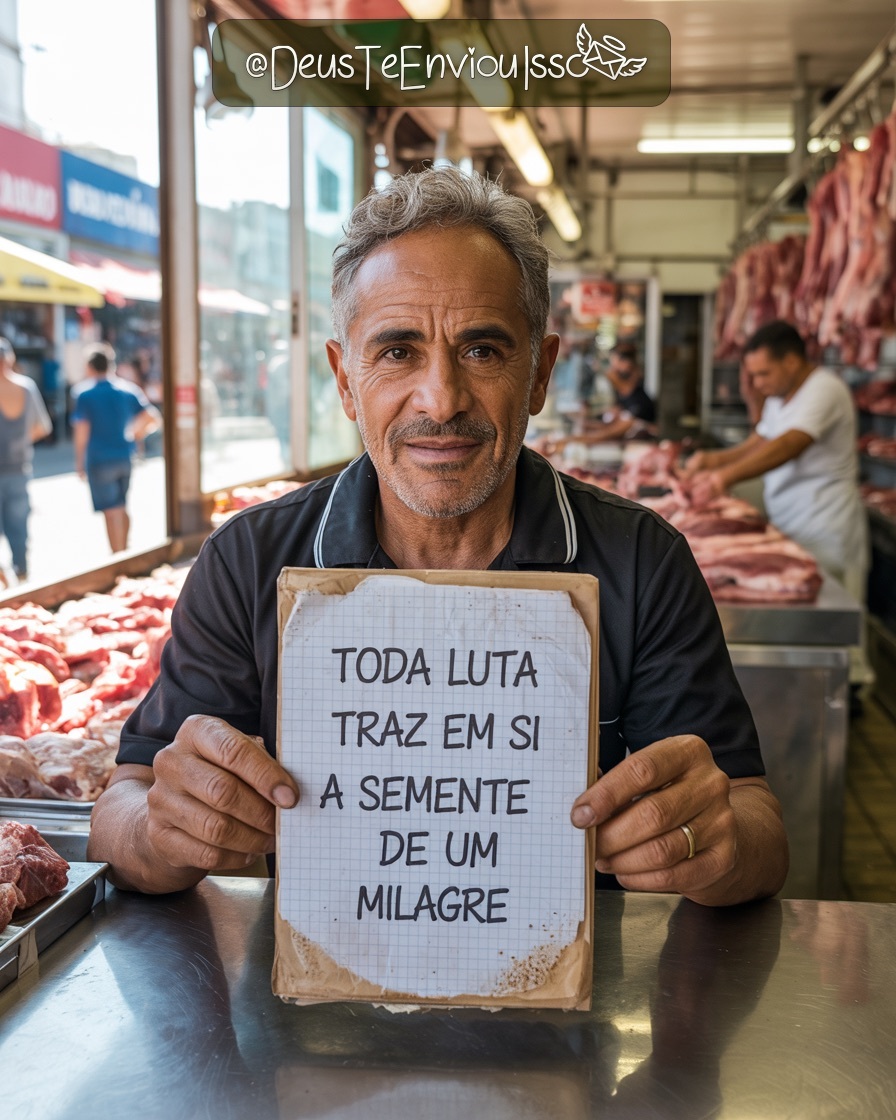 @DeusTeEnviouIsso
TODA LUTA
TRAZ EM SI
A SEMENTE
DE UM
MILAGRE